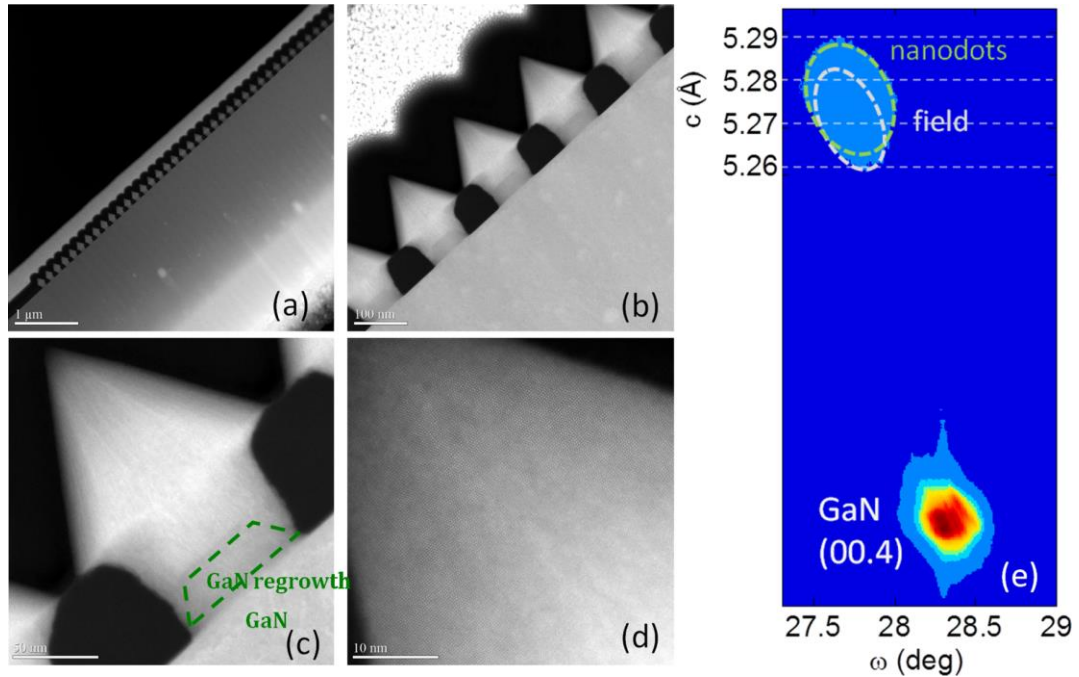 (a)
1 µm
(b)
100 nm
GaN regrowth
GaN
(c)
50 nm
(d)
10 nm
5.29
5.28
5.27
5.26
c (Å)
nanodots
field
GaN
(00.4)
(e)
27.5 28 28.5 29
ω (deg)